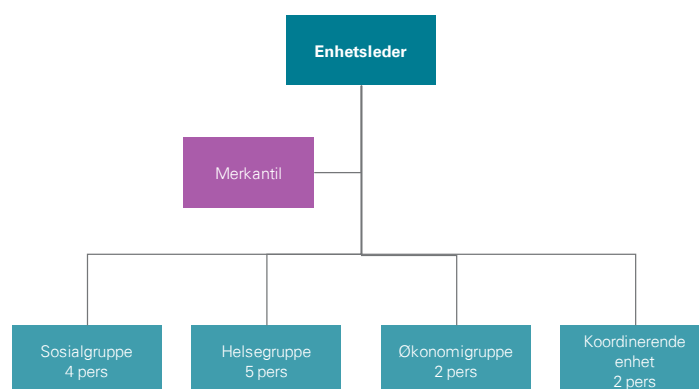 Enhetsleder
Merkantil
Sosialgruppe
4 pers
Helsegruppe
5 pers
Økonomigruppe
2 pers
Koordinerende
enhet
2 pers